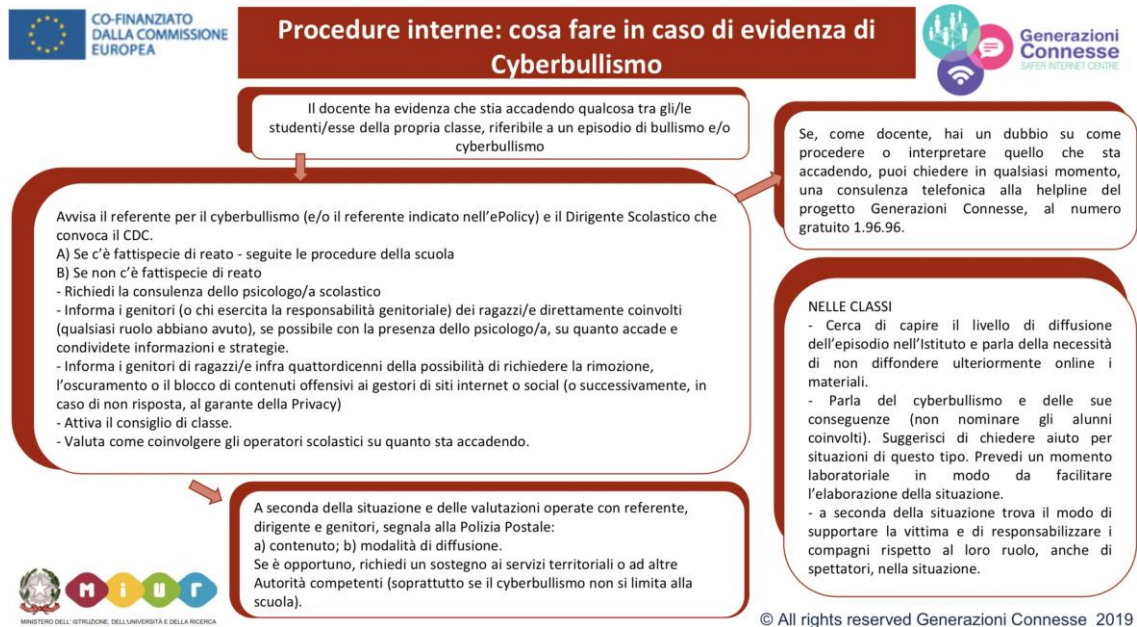 CO-FINANZIATO
DALLA COMMISSIONE
EUROPEA
Procedure interne: cosa fare in caso di evidenza di
Cyberbullismo
Generazioni
Connesse
SAFER INTERNET CENTRE
Il docente ha evidenza che stia accadendo qualcosa tra gli/le
studenti/esse della propria classe, riferibile a un episodio di bullismo e/o
cyberbullismo
Se, come docente, hai un dubbio su come
procedere o interpretare quello che sta
accadendo, puoi chiedere in qualsiasi momento,
una consulenza telefonica alla helpline del
progetto Generazioni Connesse, al numero
gratuito 1.96.96.
Avvisa il referente per il cyberbullismo (e/o il referente indicato nell'ePolicy) e il Dirigente Scolastico che
convoca il CDC.
A) Se c'è fattispecie di reato - seguite le procedure della scuola
B) Se non c'è fattispecie di reato
- Richiedi la consulenza dello psicologo/a scolastico
- Informa i genitori (o chi esercita la responsabilità genitoriale) dei ragazzi/e direttamente coinvolti
(qualsiasi ruolo abbiano avuto), se possibile con la presenza dello psicologo/a, su quanto accade e
condividete informazioni e strategie.
- Informa i genitori di ragazzi/e infra quattordicenni della possibilità di richiedere la rimozione,
l'oscuramento o il blocco di contenuti offensivi ai gestori di siti internet o social (o successivamente, in
caso di non risposta, al garante della Privacy)
- Attiva il consiglio di classe.
- Valuta come coinvolgere gli operatori scolastici su quanto sta accadendo.
NELLE CLASSI
- Cerca di capire il livello di diffusione
dell'episodio nell'Istituto e parla della necessità
di non diffondere ulteriormente online i
materiali.
- Parla del cyberbullismo e delle sue
conseguenze (non nominare gli alunni
coinvolti). Suggerisci di chiedere aiuto per
situazioni di questo tipo. Prevedi un momento
laboratoriale in modo da facilitare
l'elaborazione della situazione.
- a seconda della situazione trova il modo di
supportare la vittima e di responsabilizzare i
compagni rispetto al loro ruolo, anche di
spettatori, nella situazione.
A seconda della situazione e delle valutazioni operate con referente,
dirigente e genitori, segnala alla Polizia Postale:
a) contenuto; b) modalità di diffusione.
Se è opportuno, richiedi un sostegno ai servizi territoriali o ad altre
Autorità competenti (soprattutto se il cyberbullismo non si limita alla
scuola).
M i u r
MINISTERO DELL' ISTRUZIONE, DELL'UNIVERSITÀ E DELLA RICERCA
© All rights reserved Generazioni Connesse 2019